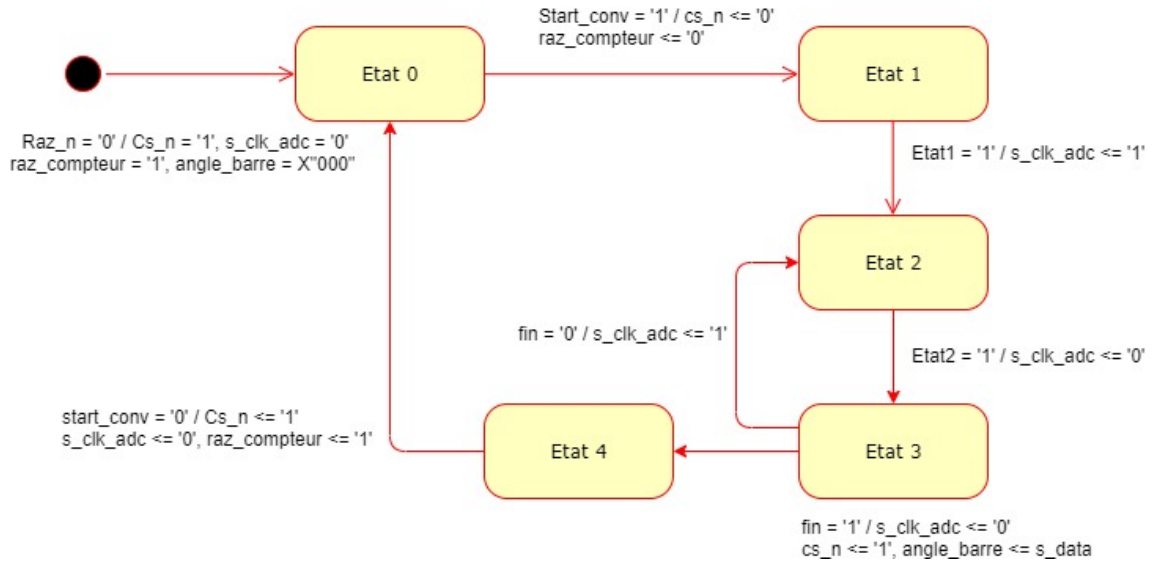 Start_conv = '1' / cs_n <= '0'
raz_compteur <= '0'
Etat 0
Etat 1
Raz_n = '0' / Cs_n = '1', s_clk_adc = '0'
raz_compteur = '1', angle_barre = X"000"
Etat1 = '1' / s_clk_adc <= '1'
Etat 2
fin = '0' / s_clk_adc <= '1'
Etat2 = '1' / s_clk_adc <= '0'
start_conv = '0' / Cs_n <= '1'
s_clk_adc <= '0', raz_compteur <= '1'
Etat 4
Etat 3
fin = '1' / s_clk_adc <= '0'
cs_n <= '1', angle_barre <= s_data